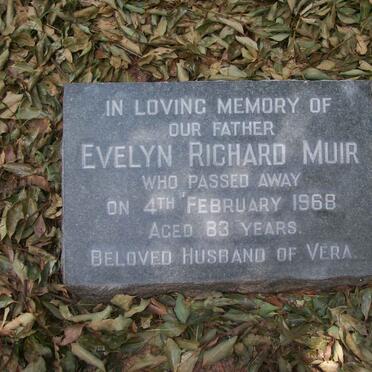 IN LOVING MEMORY OF
OUR FATHER
EVELYN RICHARD MUIR
WHO PASSED AWAY
ON 4TH FEBRUARY 1968
AGED 83 YEARS.
BELOVED HUSBAND OF VERA.